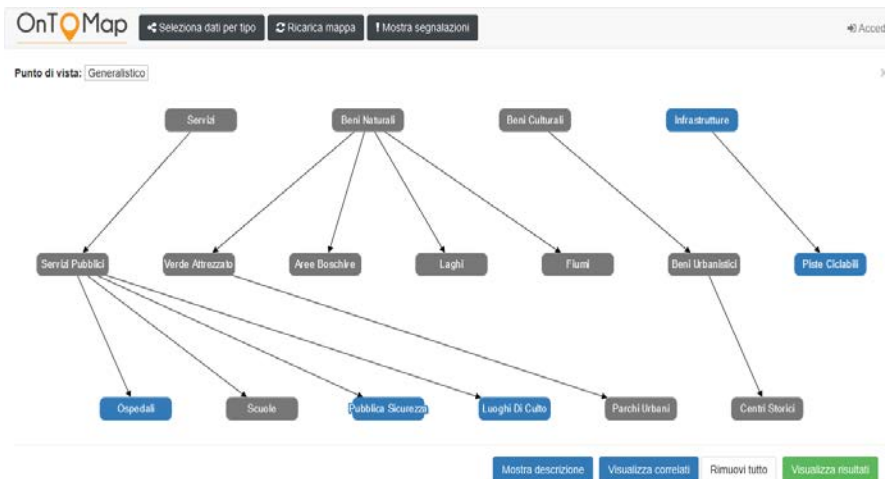 OnTOMap Seleziona dati per tipo Ricarica mappa Mostra segnalazioni Acced
Punto di vista: Generalistico
Servizi Beni Naturali Beni Culturali Infrastrutture
Servizi Pubblici Verde Attrezzato Aree Boschive Laghi Fiumi Beni Urbanistici Piste Ciclabili
Ospedali Scuole Pubblica Sicurezza Luoghi Di Culto Parchi Urbani Centri Storici
Mostra descrizione Visualizza correlati Rimuovi tutto Visualizza risultati